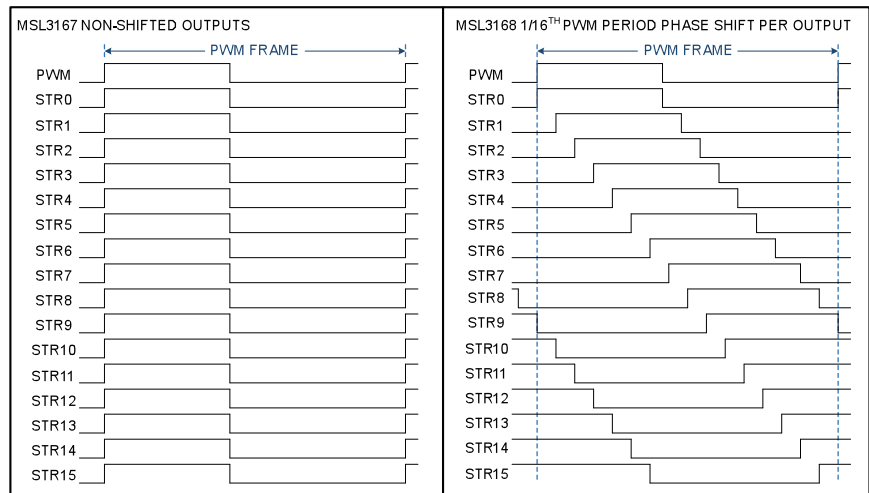 MSL3167 NON-SHIFTED OUTPUTS
PWM FRAME
PWM
STR0
STR1
STR2
STR3
STR4
STR5
STR6
STR7
STR8
STR9
STR10
STR11
STR12
STR13
STR14
STR15
MSL3168 1/16TH PWM PERIOD PHASE SHIFT PER OUTPUT
PWM FRAME
PWM
STR0
STR1
STR2
STR3
STR4
STR5
STR6
STR7
STR8
STR9
STR10
STR11
STR12
STR13
STR14
STR15